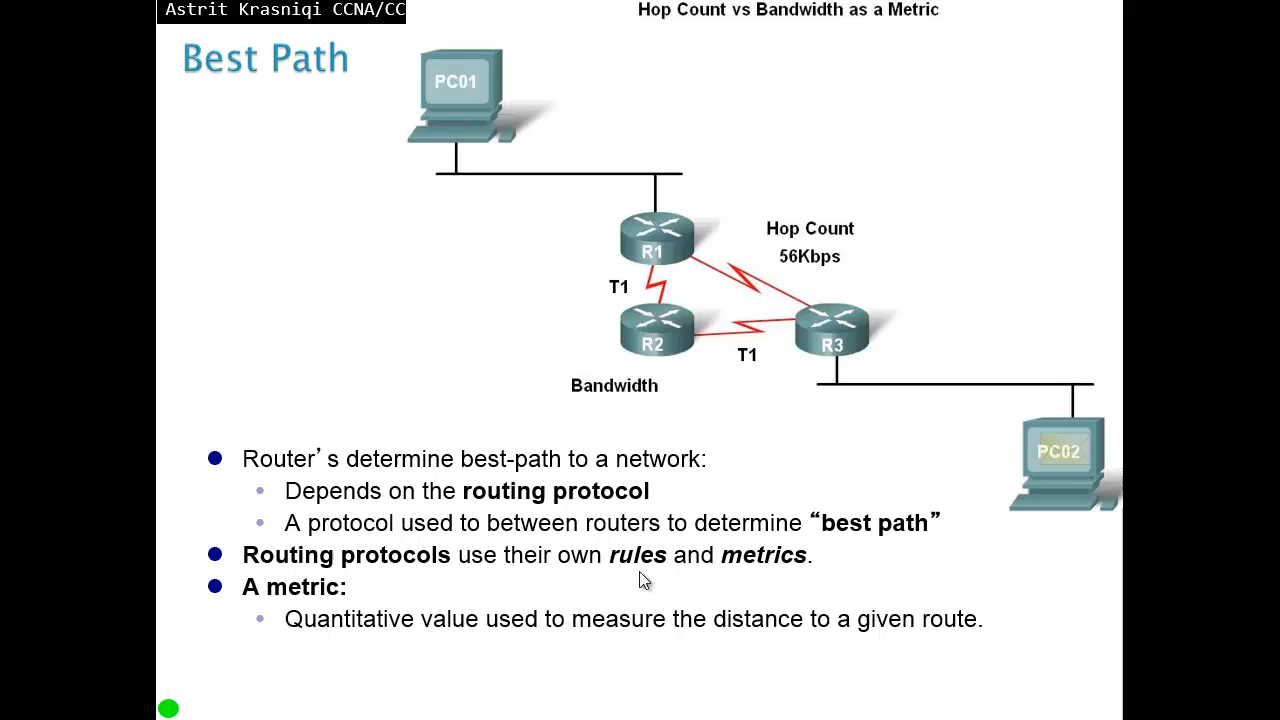 Astrit Krasniqi CCNA/CC
Hop Count vs Bandwidth as a Metric
Best Path
PC01
R1
Hop Count
56Kbps
T1
R2
R3
T1
Bandwidth
PC02
Router’s determine best-path to a network:
Depends on the routing protocol
A protocol used to between routers to determine “best path”
Routing protocols use their own rules and metrics.
A metric:
Quantitative value used to measure the distance to a given route.